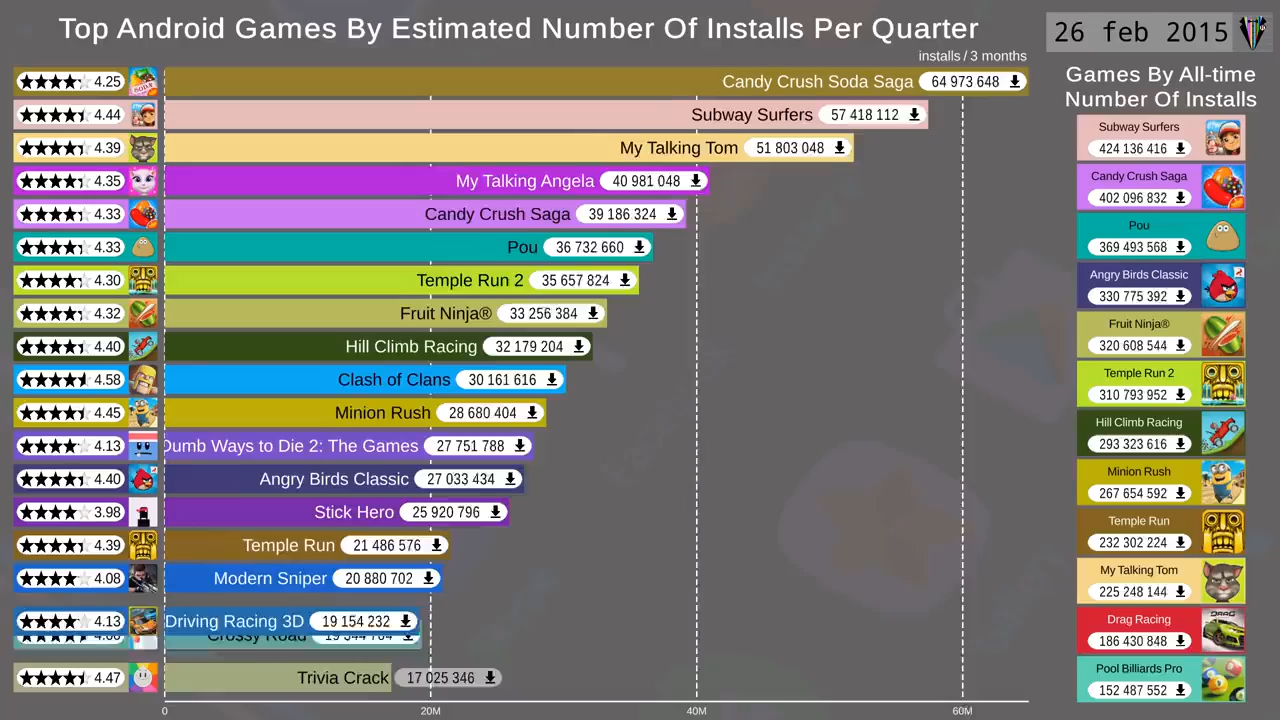 Top Android Games By Estimated Number Of Installs Per Quarter
26 feb 2015
installs / 3 months
4.25 Candy Crush Soda Saga 64 973 648
4.44 Subway Surfers 57 418 112
4.39 My Talking Tom 51 803 048
4.35 My Talking Angela 40 981 048
4.33 Candy Crush Saga 39 186 324
4.33 Pou 36 732 660
4.30 Temple Run 2 35 657 824
4.32 Fruit Ninja® 33 256 384
4.40 Hill Climb Racing 32 179 204
4.58 Clash of Clans 30 161 616
4.45 Minion Rush 28 680 404
4.13 Dumb Ways to Die 2: The Games 27 751 788
4.40 Angry Birds Classic 27 033 434
3.98 Stick Hero 25 920 796
4.39 Temple Run 21 486 576
4.08 Modern Sniper 20 880 702
4.13 Driving Racing 3D 19 154 232
Crossy Road
4.47 Trivia Crack 17 025 346
0 20M 40M 60M
Games By All-time
Number Of Installs
Subway Surfers
424 136 416
Candy Crush Saga
402 096 832
Pou
369 493 568
Angry Birds Classic
330 775 392
Fruit Ninja®
320 608 544
Temple Run 2
310 793 952
Hill Climb Racing
293 323 616
Minion Rush
267 654 592
Temple Run
232 302 224
My Talking Tom
225 248 144
Drag Racing
186 430 848
Pool Billiards Pro
152 487 552